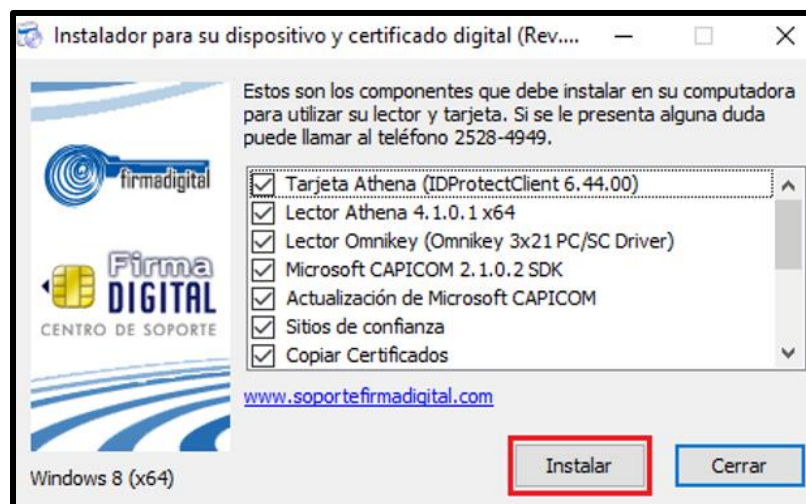 Instalador para su dispositivo y certificado digital (Rev....
Estos son los componentes que debe instalar en su computadora
para utilizar su lector y tarjeta. Si se le presenta alguna duda
puede llamar al teléfono 2528-4949.
firmadigital
Firma
DIGITAL
CENTRO DE SOPORTE
Tarjeta Athena (IDProtectClient 6.44.00)
Lector Athena 4.1.0.1 x64
Lector Omnikey (Omnikey 3x21 PC/SC Driver)
Microsoft CAPICOM 2.1.0.2 SDK
Actualización de Microsoft CAPICOM
Sitios de confianza
Copiar Certificados
www.soportefirmadigital.com
Windows 8 (x64)
Instalar
Cerrar